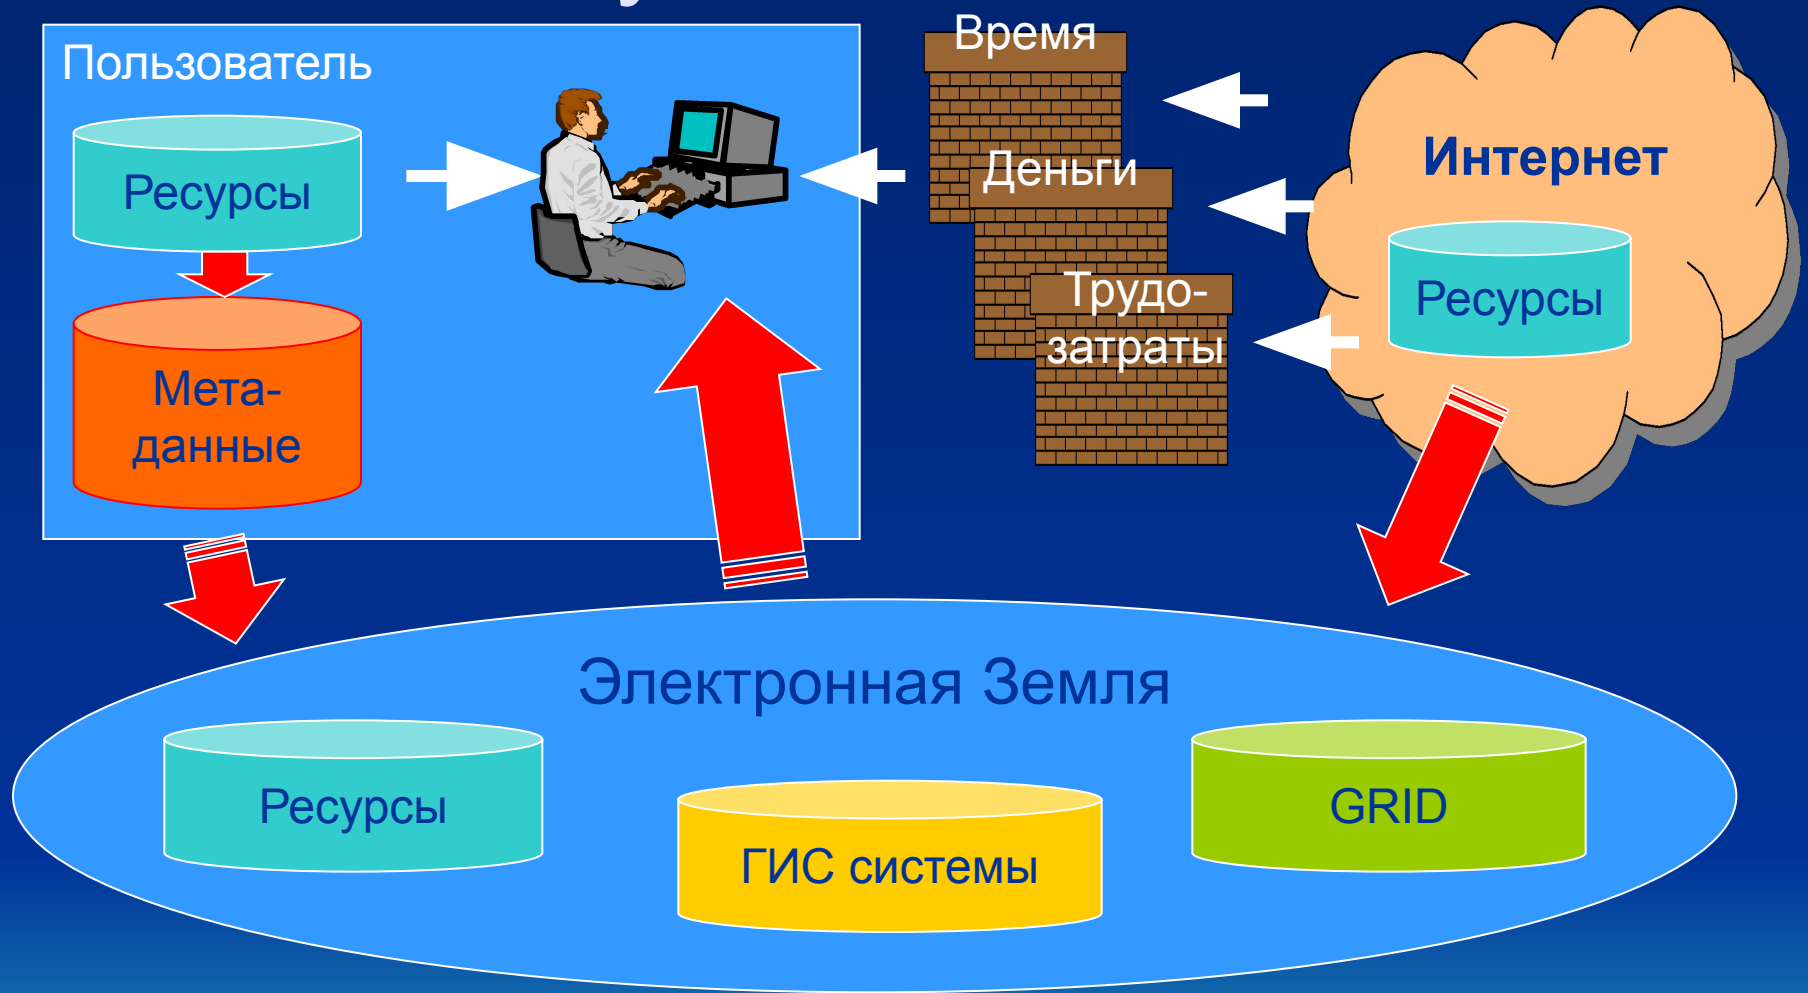 Пользователь
Ресурсы
Мета-
данные
Время
Деньги
Трудо-
затраты
Интернет
Ресурсы
Электронная Земля
Ресурсы
ГИС системы
GRID